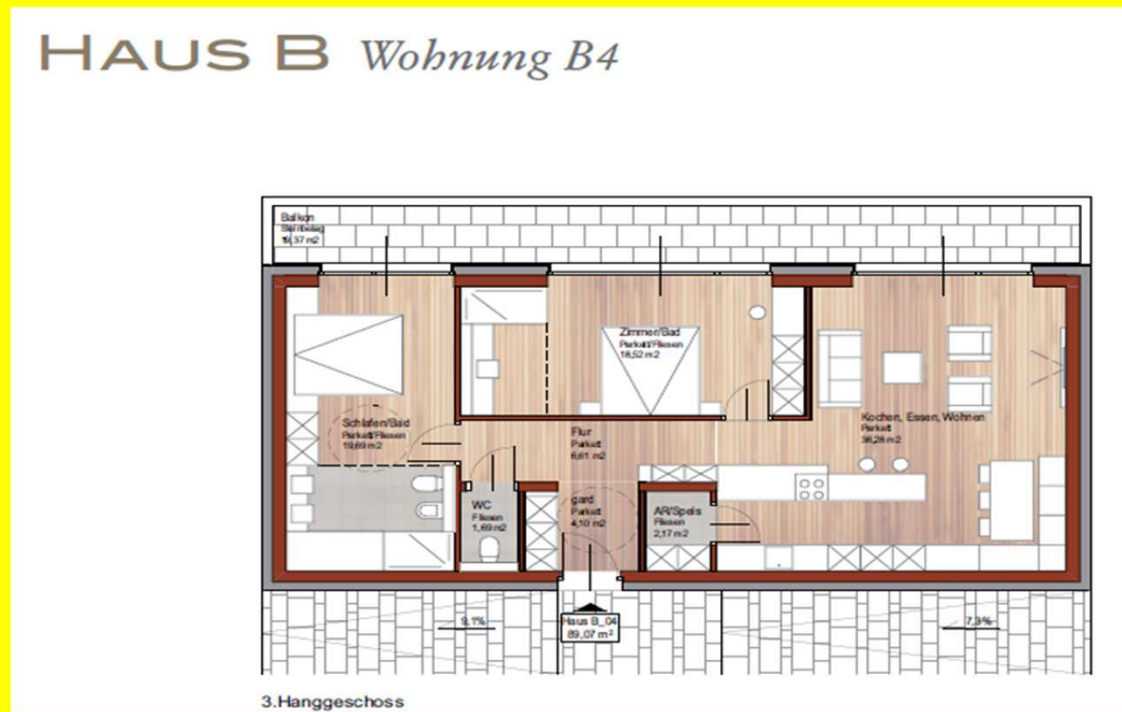 HAUS B Wohnung B4
Balkon
Steinbelag
19,37 m2
Zimmer/Bad
Parkett/Fliesen
18,52 m2
Schlafen/Bad
Parkett/Fliesen
19,69 m2
Flur
Parkett
6,61 m2
Kochen, Essen, Wohnen
Parkett
36,28 m2
WC
Fliesen
1,69 m2
gard
Parkett
4,10 m2
AR/Speis
Fliesen
2,17 m2
9,1%
Haus B_04
89,07 m²
7,3%
3.Hanggeschoss